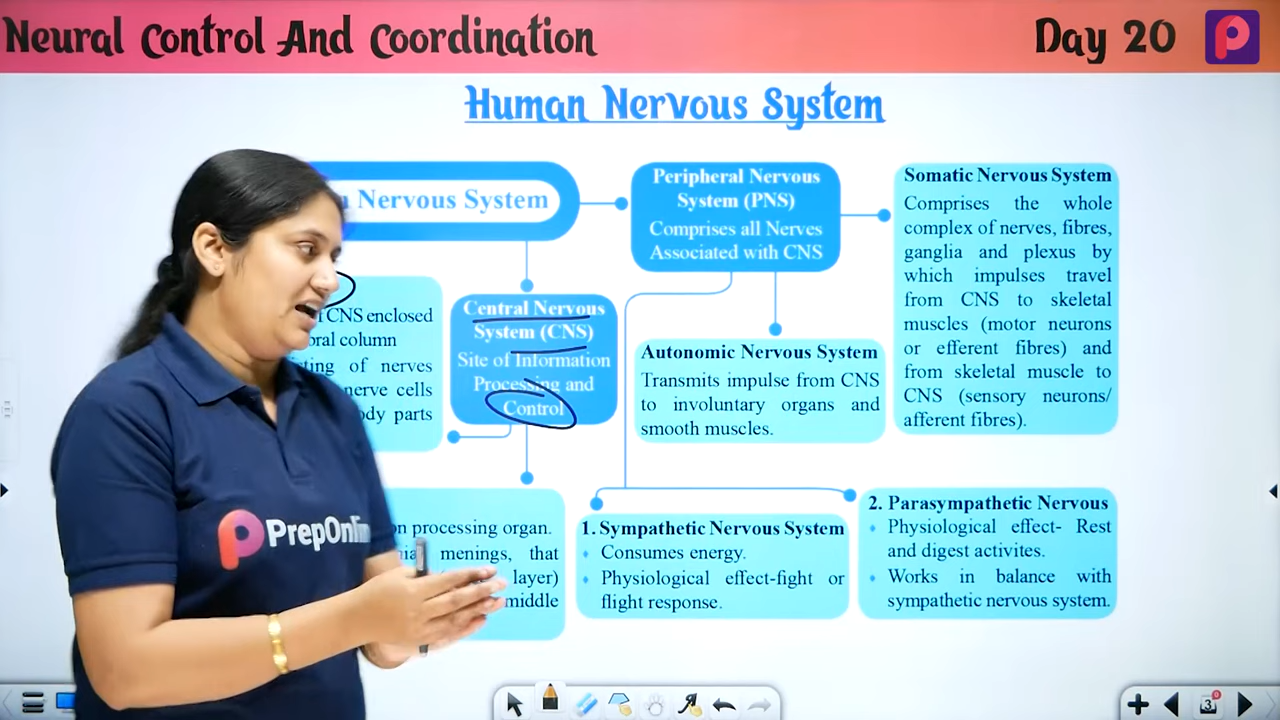 Neural Control And Coordination
Day 20
Human Nervous System
Nervous System
Peripheral Nervous
System (PNS)
Comprises all Nerves
Associated with CNS
Somatic Nervous System
Comprises the whole
complex of nerves, fibres,
ganglia and plexus by
which impulses travel
from CNS to skeletal
muscles (motor neurons
or efferent fibres) and
from skeletal muscle to
CNS (sensory neurons/
afferent fibres).
CNS enclosed
column
of nerves
nerve cells
parts
Central Nervous
System (CNS)
Site of Information
Processing and
Control
Autonomic Nervous System
Transmits impulse from CNS
to involuntary organs and
smooth muscles.
processing organ.
menings, that
layer)
middle
1. Sympathetic Nervous System
Consumes energy.
Physiological effect-fight or
flight response.
2. Parasympathetic Nervous
Physiological effect- Rest
and digest activites.
Works in balance with
sympathetic nervous system.
PrepOnlin
3